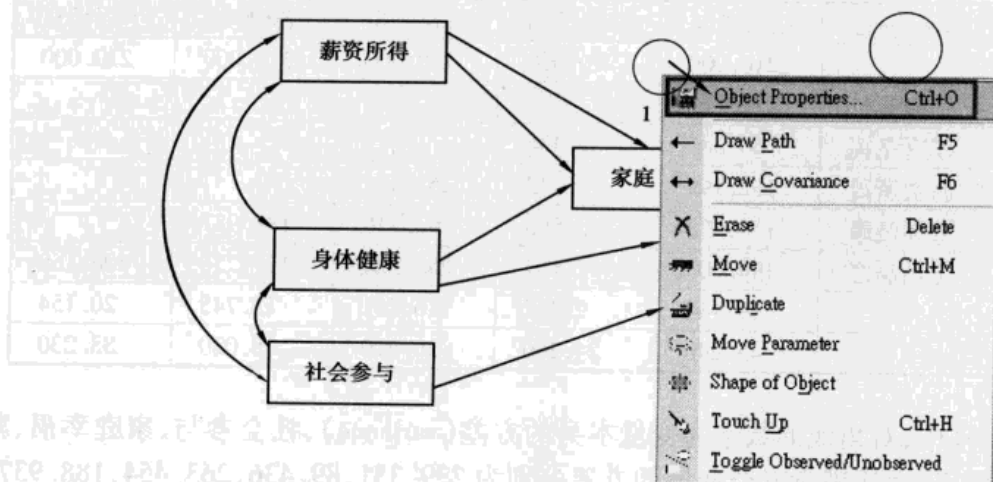 薪资所得
1
家庭
身体健康
社会参与
Object Properties... Ctrl+O
Draw Path F5
Draw Covariance F6
Erase Delete
Move Ctrl+M
Duplicate
Move Parameter
Shape of Object
Touch Up Ctrl+H
Toggle Observed/Unobserved